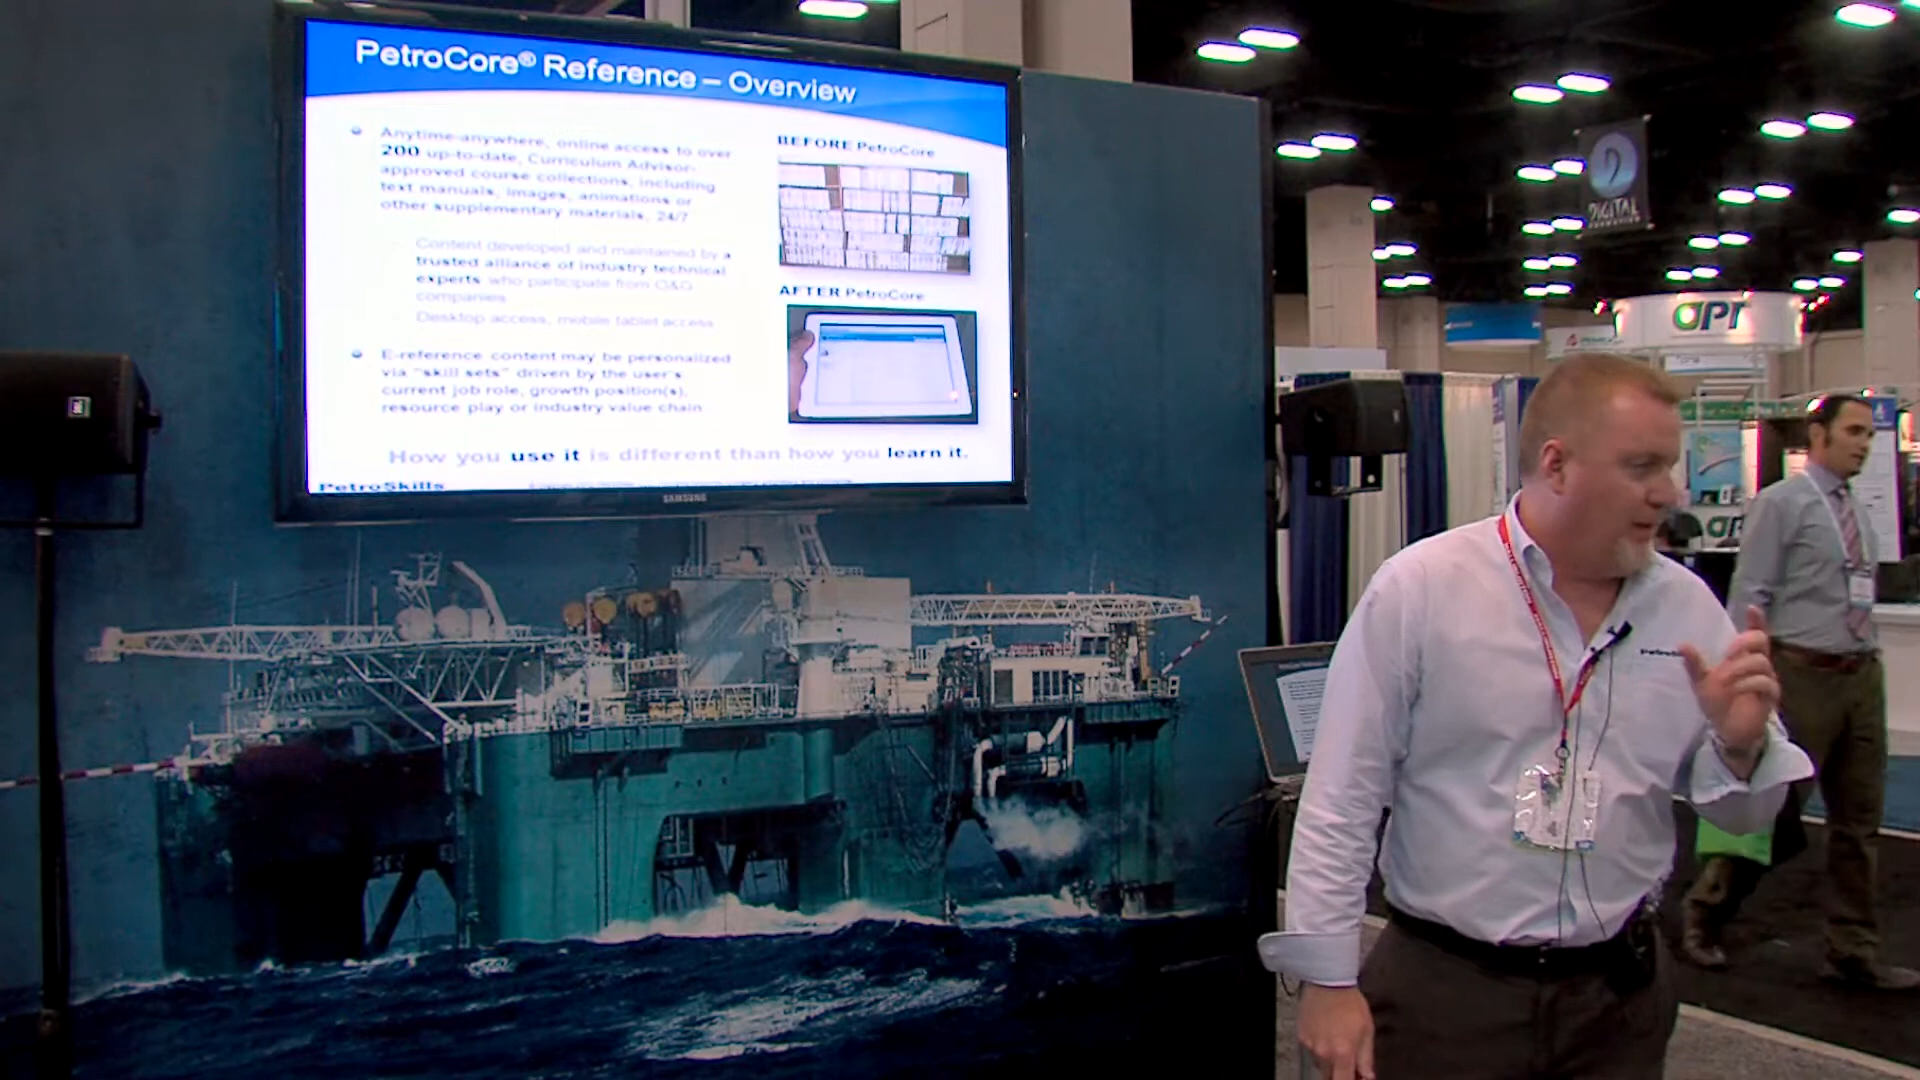 PetroCore® Reference – Overview
Anytime-anywhere, online access to over
200 up-to-date, Curriculum Advisor-
approved course collections, including
text manuals, images, animations or
other supplementary materials, 24/7
Content developed and maintained by a
trusted alliance of industry technical
experts who participate from O&G
companies
Desktop access, mobile tablet access
E-reference content may be personalized
via "skill sets" driven by the user's
current job role, growth position(s),
resource play or industry value chain
BEFORE PetroCore
AFTER PetroCore
How you use it is different than how you learn it.
PetroSkills
SAMSUNG
DIGITAL
apr
apr